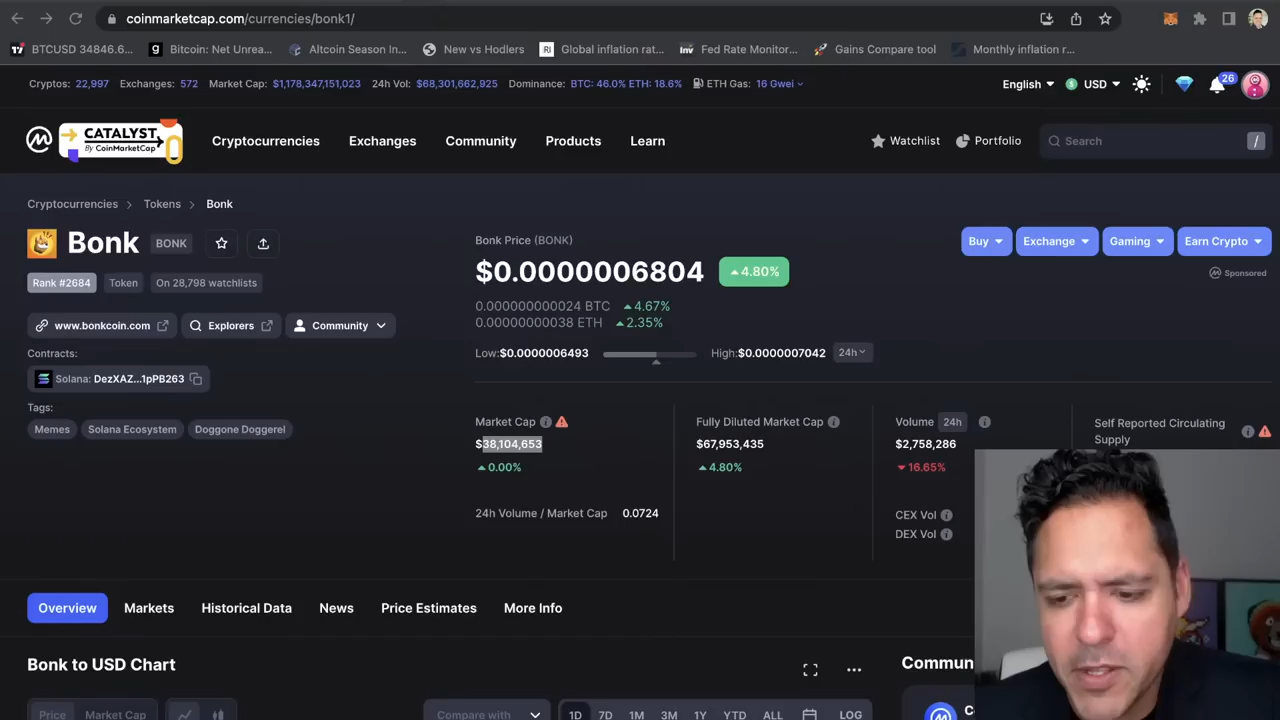 coinmarketcap.com/currencies/bonk1/
BTCUSD 34846.6... Bitcoin: Net Unrea... Altcoin Season In... New vs Hodlers Global inflation rat... Fed Rate Monitor... Gains Compare tool Monthly inflation r...
Cryptos: 22,997 Exchanges: 572 Market Cap: $1,178,347,151,023 24h Vol: $68,301,662,925 Dominance: BTC: 46.0% ETH: 18.6% ETH Gas: 16 Gwei English USD 26
CATALYST By CoinMarketCap Cryptocurrencies Exchanges Community Products Learn Watchlist Portfolio Search /
Cryptocurrencies > Tokens > Bonk
Bonk BONK
Rank #2684 Token On 28,798 watchlists
www.bonkcoin.com Explorers Community
Contracts:
Solana: DezXAZ...1pPB263
Tags:
Memes Solana Ecosystem Doggone Doggerel
Bonk Price (BONK)
$0.0000006804 4.80%
0.000000000024 BTC 4.67%
0.00000000038 ETH 2.35%
Low:$0.0000006493 High:$0.0000007042 24h
Buy Exchange Gaming Earn Crypto
Sponsored
Market Cap
$38,104,653
0.00%
24h Volume / Market Cap 0.0724
Fully Diluted Market Cap
$67,953,435
4.80%
Volume 24h
$2,758,286
16.65%
CEX Vol
DEX Vol
Self Reported Circulating
Supply
Overview Markets Historical Data News Price Estimates More Info
Bonk to USD Chart
Price Market Cap Compare with 1D 7D 1M 3M 1Y YTD ALL LOG
Commun